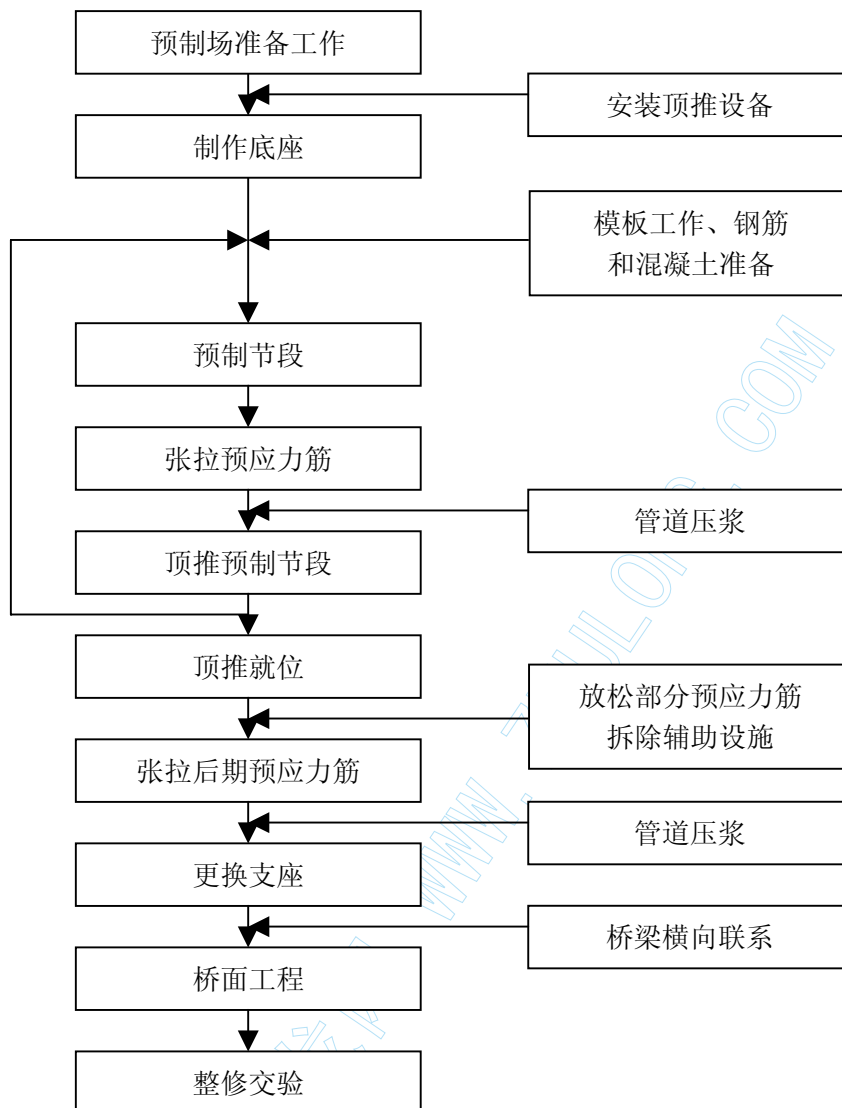 预制场准备工作
安装顶推设备
制作底座
模板工作、钢筋
和混凝土准备
预制节段
张拉预应力筋
管道压浆
顶推预制节段
顶推就位
放松部分预应力筋
拆除辅助设施
张拉后期预应力筋
管道压浆
更换支座
桥梁横向联系
桥面工程
整修交验